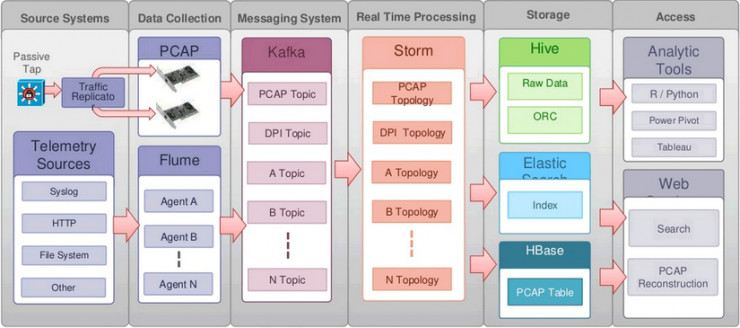 Source Systems
Data Collection
Messaging System
Real Time Processing
Storage
Access
Passive
Tap
Traffic
Replicato
Telemetry
Sources
Syslog
HTTP
File System
Other
PCAP
Flume
Agent A
Agent B
Agent N
Kafka
PCAP Topic
DPI Topic
A Topic
B Topic
N Topic
Storm
PCAP
Topology
DPI Topology
A Topology
B Topology
N Topology
Hive
Raw Data
ORC
Elastic
Search
Index
HBase
PCAP Table
Analytic
Tools
R / Python
Power Pivot
Tableau
Web
Search
PCAP
Reconstruction